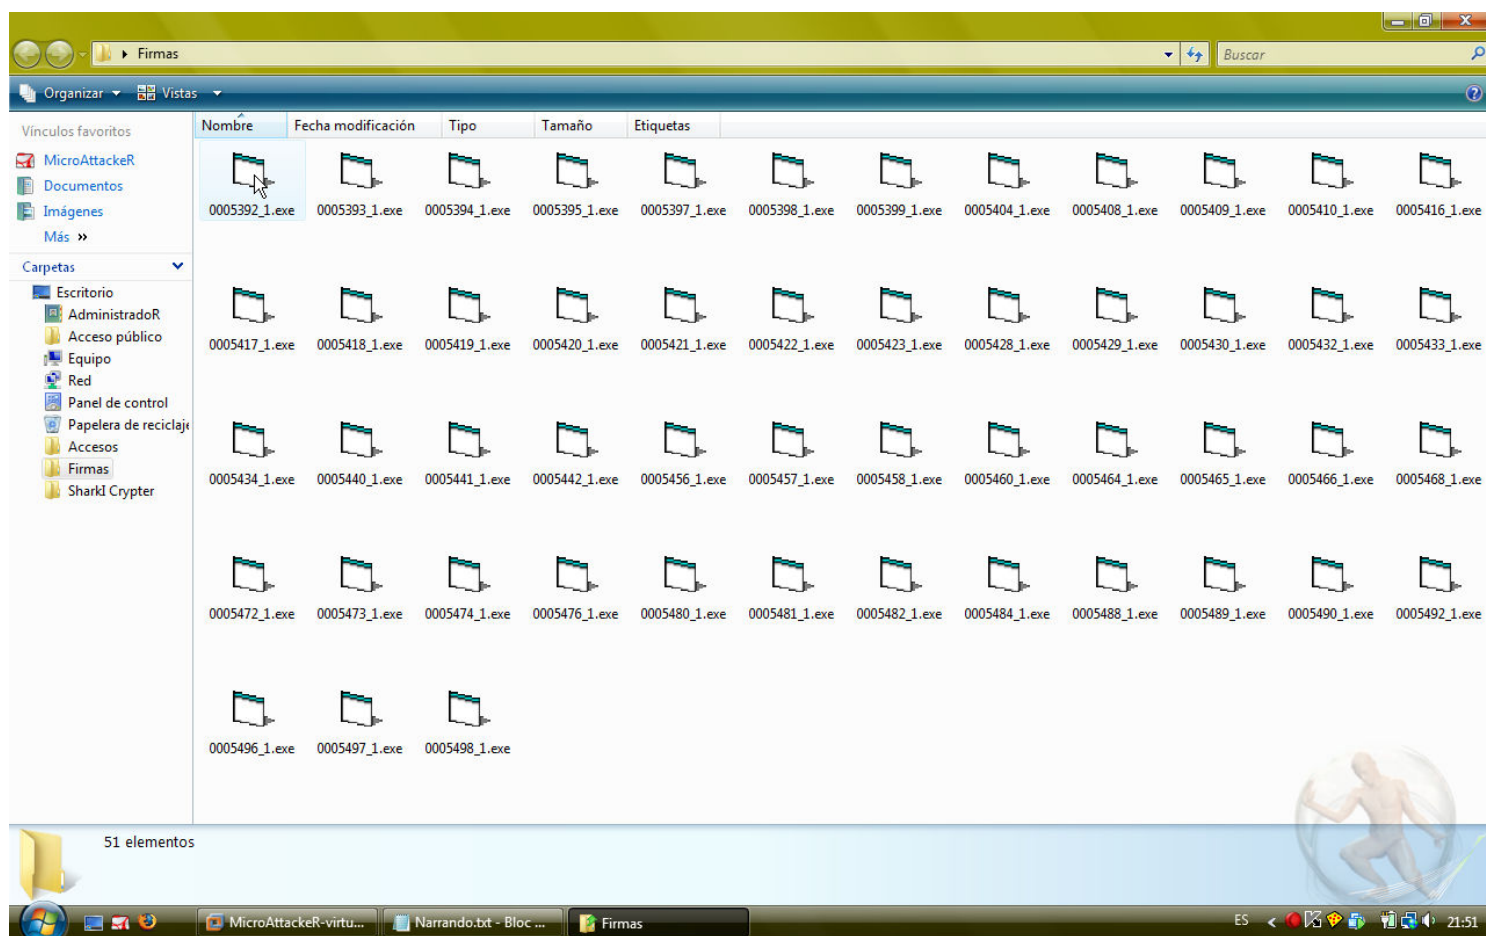 Firmas
Buscar
Organizar
Vistas
Vínculos favoritos
MicroAttackeR
Documentos
Imágenes
Más »
Carpetas
Escritorio
AdministradoR
Acceso público
Equipo
Red
Panel de control
Papelera de reciclaje
Accesos
Firmas
SharkI Crypter
Nombre Fecha modificación Tipo Tamaño Etiquetas
0005392_1.exe 0005393_1.exe 0005394_1.exe 0005395_1.exe 0005397_1.exe 0005398_1.exe 0005399_1.exe 0005404_1.exe 0005408_1.exe 0005409_1.exe 0005410_1.exe 0005416_1.exe
0005417_1.exe 0005418_1.exe 0005419_1.exe 0005420_1.exe 0005421_1.exe 0005422_1.exe 0005423_1.exe 0005428_1.exe 0005429_1.exe 0005430_1.exe 0005432_1.exe 0005433_1.exe
0005434_1.exe 0005440_1.exe 0005441_1.exe 0005442_1.exe 0005456_1.exe 0005457_1.exe 0005458_1.exe 0005460_1.exe 0005464_1.exe 0005465_1.exe 0005466_1.exe 0005468_1.exe
0005472_1.exe 0005473_1.exe 0005474_1.exe 0005476_1.exe 0005480_1.exe 0005481_1.exe 0005482_1.exe 0005484_1.exe 0005488_1.exe 0005489_1.exe 0005490_1.exe 0005492_1.exe
0005496_1.exe 0005497_1.exe 0005498_1.exe
51 elementos
MicroAttackeR-virtu... Narrando.txt - Bloc ... Firmas ES 21:51